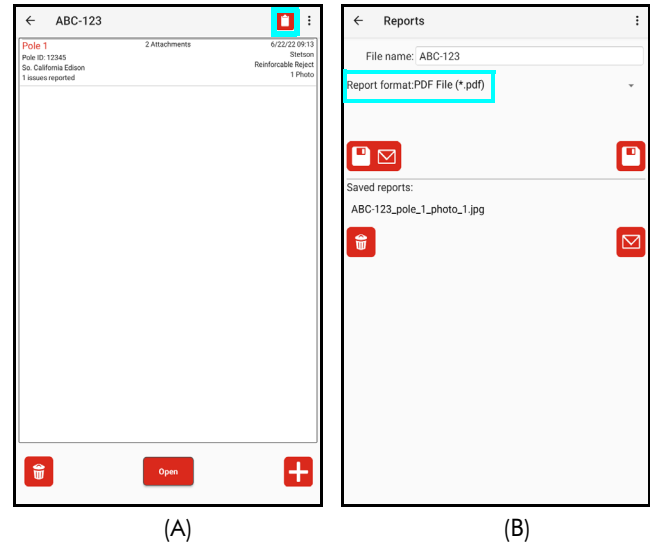 ABC-123
Pole 1
2 Attachments
6/22/22 09:13
Pole ID: 12345
Stetson
So. California Edison
Reinforcable Reject
1 issues reported
1 Photo
Open
(A)
Reports
File name: ABC-123
Report format:PDF File (*.pdf)
Saved reports:
ABC-123_pole_1_photo_1.jpg
(B)